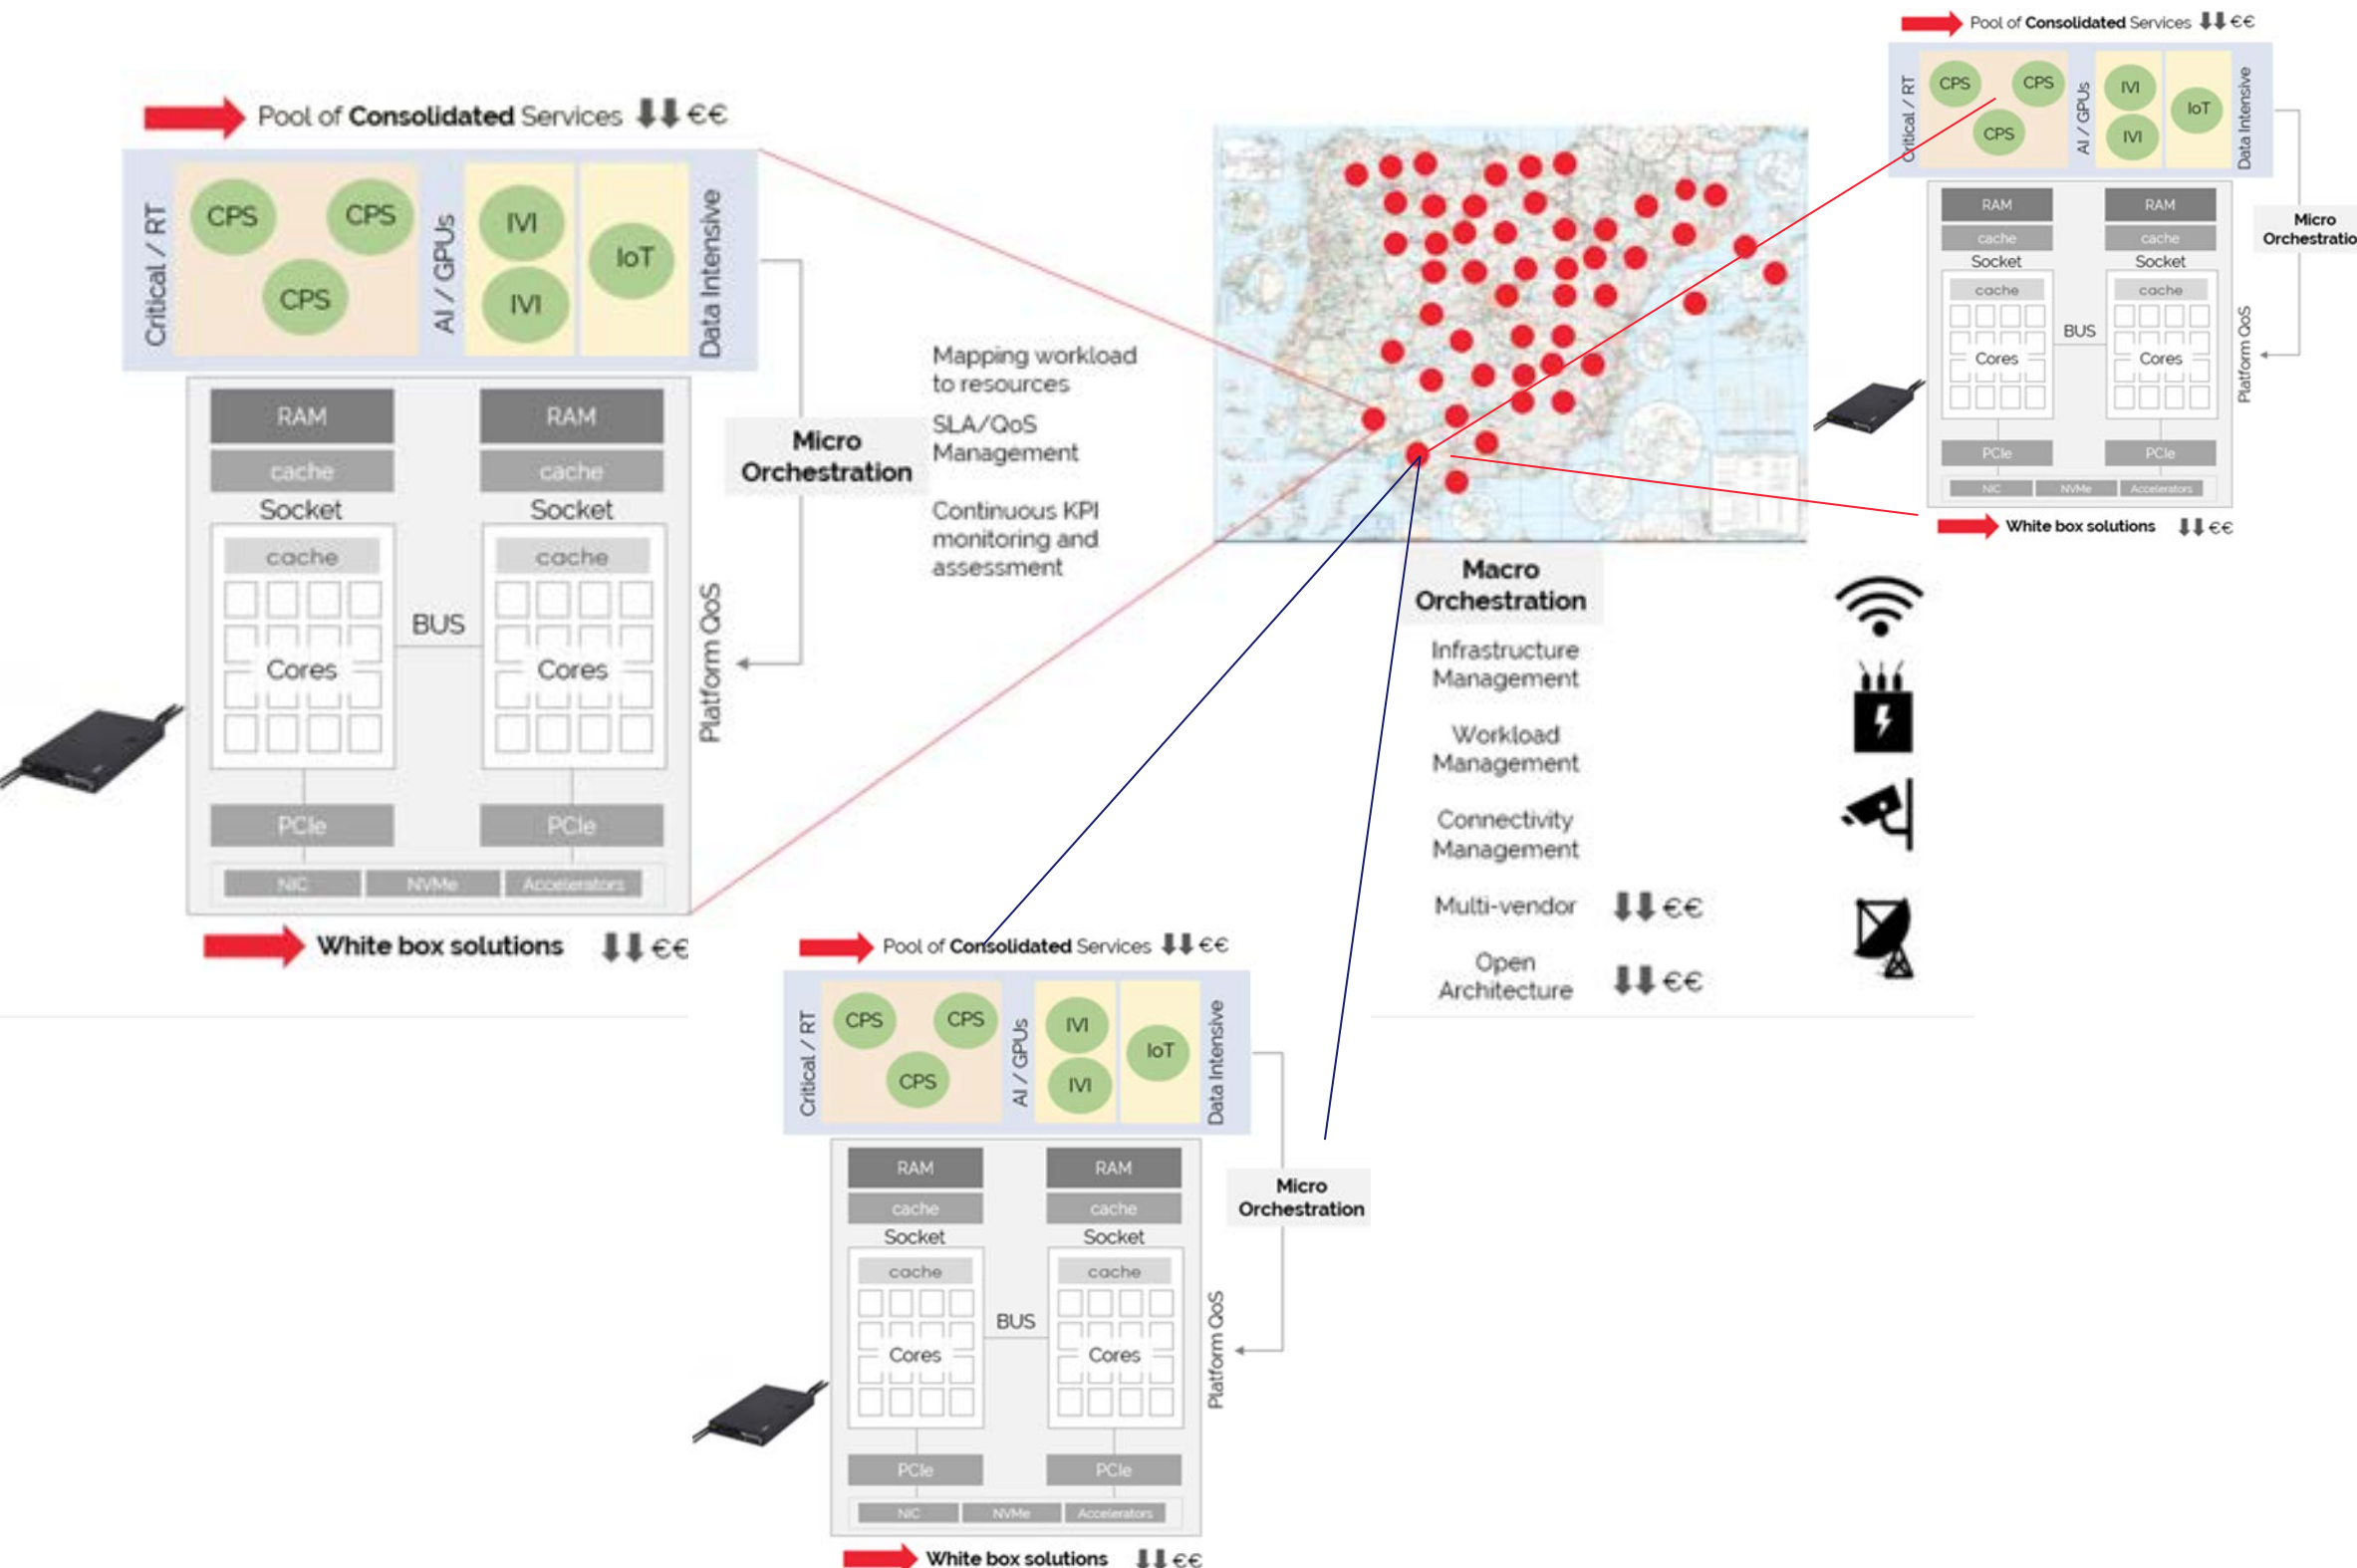 Pool of Consolidated Services €€
Critical / RT
CPS
CPS
CPS
AI / GPUs
IVI
IVI
IoT
Data Intensive
RAM
RAM
cache
cache
Socket
Socket
cache
cache
BUS
Cores
Cores
Platform QoS
PCIe
PCIe
NIC
NVMe
Accelerators
White box solutions €€
Micro
Orchestration
Mapping workload
to resources
SLA/QoS
Management
Continuous KPI
monitoring and
assessment
Macro
Orchestration
Infrastructure
Management
Workload
Management
Connectivity
Management
Multi-vendor €€
Open
Architecture €€
Pool of Consolidated Services €€
Critical / RT
CPS
CPS
CPS
AI / GPUs
IVI
IVI
IoT
Data Intensive
RAM
RAM
cache
cache
Socket
Socket
cache
cache
BUS
Cores
Cores
Platform QoS
PCIe
PCIe
NIC
NVMe
Accelerators
White box solutions €€
Micro
Orchestratio
Pool of Consolidated Services €€
Critical / RT
CPS
CPS
CPS
AI / GPUs
IVI
IVI
IoT
Data Intensive
RAM
RAM
cache
cache
Socket
Socket
cache
cache
BUS
Cores
Cores
Platform QoS
PCIe
PCIe
NIC
NVMe
Accelerators
White box solutions €€
Micro
Orchestration